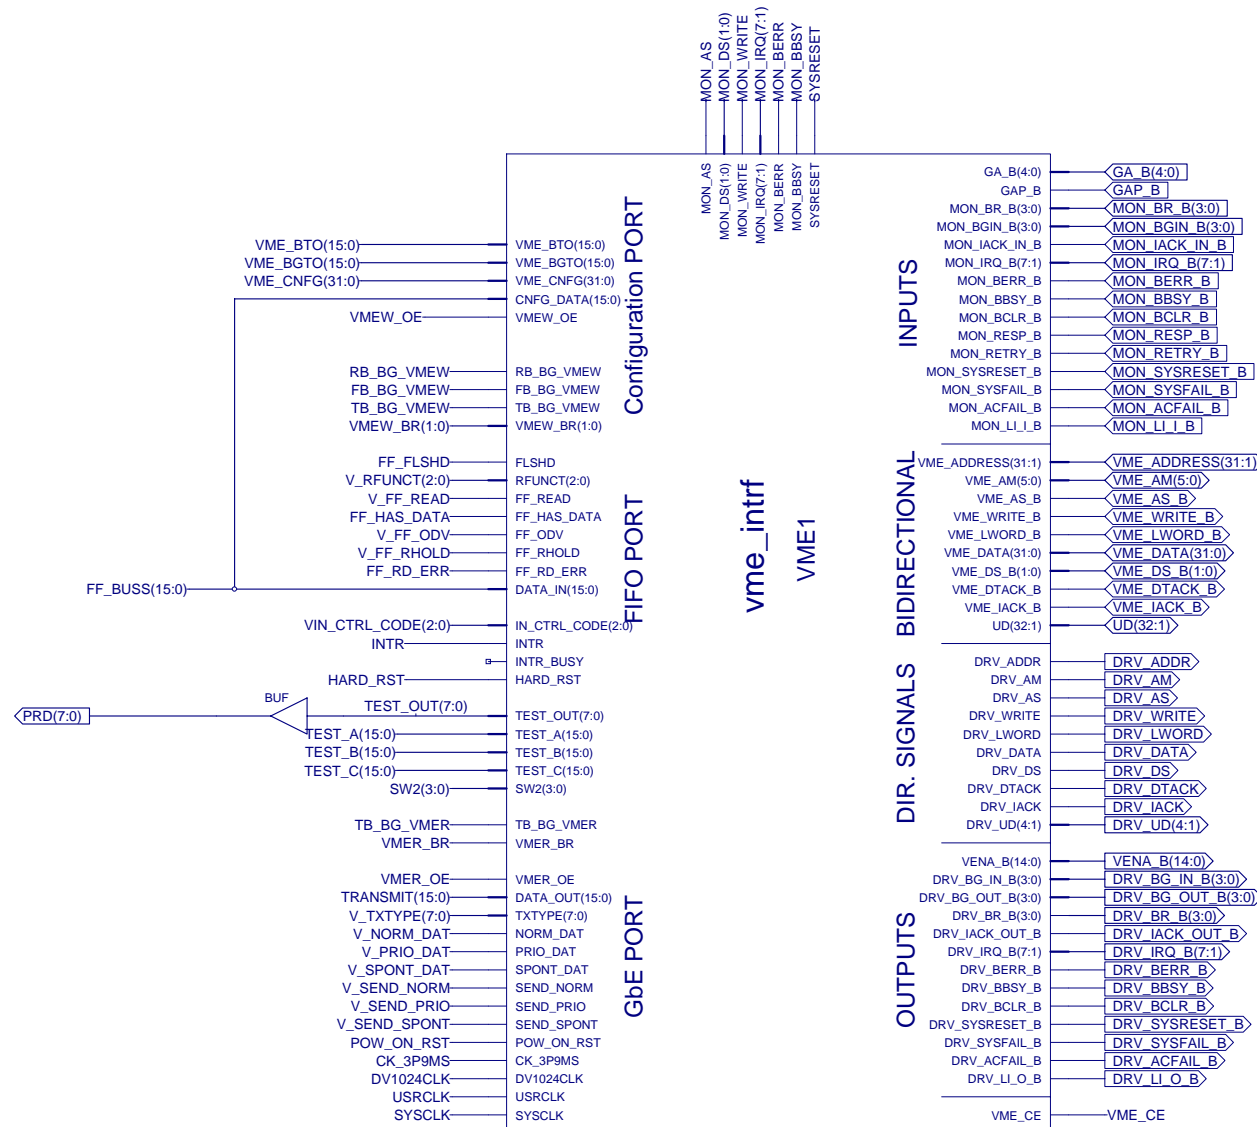 MON_AS
MON_DS(1:0)
MON_WRITE
MON_IRQ(7:1)
MON_BERR
MON_BBSY
SYSRESET
MON_AS
MON_DS(1:0)
MON_WRITE
MON_IRQ(7:1)
MON_BERR
MON_BBSY
SYSRESET
Configuration PORT
VME_BTO(15:0) VME_BTO(15:0)
VME_BGTO(15:0) VME_BGTO(15:0)
VME_CNFG(31:0) VME_CNFG(31:0)
CNFG_DATA(15:0)
VMEW_OE VMEW_OE
RB_BG_VMEW RB_BG_VMEW
FB_BG_VMEW FB_BG_VMEW
TB_BG_VMEW TB_BG_VMEW
VMEW_BR(1:0) VMEW_BR(1:0)
FIFO PORT
FF_FLSHD FLSHD
V_RFUNCT(2:0) RFUNCT(2:0)
V_FF_READ FF_READ
FF_HAS_DATA FF_HAS_DATA
V_FF_ODV FF_ODV
V_FF_RHOLD FF_RHOLD
FF_RD_ERR FF_RD_ERR
FF_BUSS(15:0) DATA_IN(15:0)
VIN_CTRL_CODE(2:0) IN_CTRL_CODE(2:0)
INTR INTR
INTR_BUSY
HARD_RST HARD_RST
BUF
PRD(7:0) TEST_OUT(7:0) TEST_OUT(7:0)
TEST_A(15:0) TEST_A(15:0)
TEST_B(15:0) TEST_B(15:0)
TEST_C(15:0) TEST_C(15:0)
SW2(3:0) SW2(3:0)
TB_BG_VMER TB_BG_VMER
VMER_BR VMER_BR
GbE PORT
VMER_OE VMER_OE
TRANSMIT(15:0) DATA_OUT(15:0)
V_TXTYPE(7:0) TXTYPE(7:0)
V_NORM_DAT NORM_DAT
V_PRIO_DAT PRIO_DAT
V_SPONT_DAT SPONT_DAT
V_SEND_NORM SEND_NORM
V_SEND_PRIO SEND_PRIO
V_SEND_SPONT SEND_SPONT
POW_ON_RST POW_ON_RST
CK_3P9MS CK_3P9MS
DV1024CLK DV1024CLK
USRCLK USRCLK
SYSCLK SYSCLK
vme_intrf
VME1
INPUTS
GA_B(4:0) GA_B(4:0)
GAP_B GAP_B
MON_BR_B(3:0) MON_BR_B(3:0)
MON_BGIN_B(3:0) MON_BGIN_B(3:0)
MON_IACK_IN_B MON_IACK_IN_B
MON_IRQ_B(7:1) MON_IRQ_B(7:1)
MON_BERR_B MON_BERR_B
MON_BBSY_B MON_BBSY_B
MON_BCLR_B MON_BCLR_B
MON_RESP_B MON_RESP_B
MON_RETRY_B MON_RETRY_B
MON_SYSRESET_B MON_SYSRESET_B
MON_SYSFAIL_B MON_SYSFAIL_B
MON_ACFAIL_B MON_ACFAIL_B
MON_LI_I_B MON_LI_I_B
BIDIRECTIONAL
VME_ADDRESS(31:1) VME_ADDRESS(31:1)
VME_AM(5:0) VME_AM(5:0)
VME_AS_B VME_AS_B
VME_WRITE_B VME_WRITE_B
VME_LWORD_B VME_LWORD_B
VME_DATA(31:0) VME_DATA(31:0)
VME_DS_B(1:0) VME_DS_B(1:0)
VME_DTACK_B VME_DTACK_B
VME_IACK_B VME_IACK_B
UD(32:1) UD(32:1)
DIR. SIGNALS
DRV_ADDR DRV_ADDR
DRV_AM DRV_AM
DRV_AS DRV_AS
DRV_WRITE DRV_WRITE
DRV_LWORD DRV_LWORD
DRV_DATA DRV_DATA
DRV_DS DRV_DS
DRV_DTACK DRV_DTACK
DRV_IACK DRV_IACK
DRV_UD(4:1) DRV_UD(4:1)
OUTPUTS
VENA_B(14:0) VENA_B(14:0)
DRV_BG_IN_B(3:0) DRV_BG_IN_B(3:0)
DRV_BG_OUT_B(3:0) DRV_BG_OUT_B(3:0)
DRV_BR_B(3:0) DRV_BR_B(3:0)
DRV_IACK_OUT_B DRV_IACK_OUT_B
DRV_IRQ_B(7:1) DRV_IRQ_B(7:1)
DRV_BERR_B DRV_BERR_B
DRV_BBSY_B DRV_BBSY_B
DRV_BCLR_B DRV_BCLR_B
DRV_SYSRESET_B DRV_SYSRESET_B
DRV_SYSFAIL_B DRV_SYSFAIL_B
DRV_ACFAIL_B DRV_ACFAIL_B
DRV_LI_O_B DRV_LI_O_B
VME_CE VME_CE